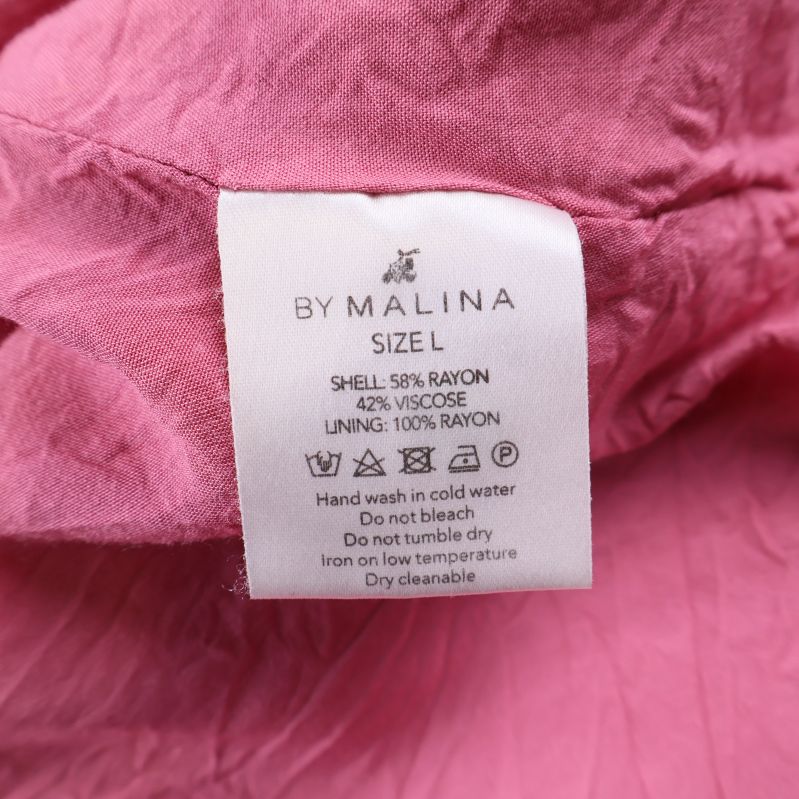 BY MALINA
SIZE L
SHELL: 58% RAYON
42% VISCOSE
LINING: 100% RAYON
P
Hand wash in cold water
Do not bleach
Do not tumble dry
iron on low temperature
Dry cleanable